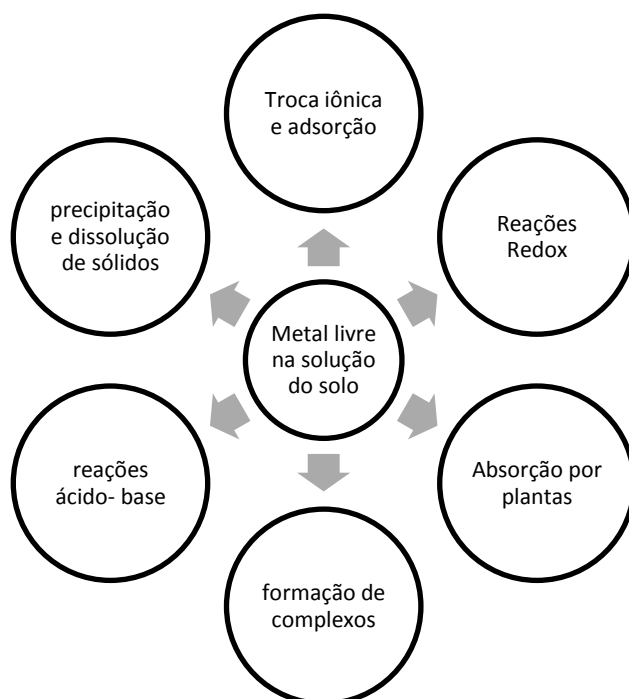 Troca iônica
e adsorção
precipitação
e dissolução
de sólidos
Reações
Redox
Metal livre
na solução
do solo
reações
ácido- base
Absorção por
plantas
formação de
complexos